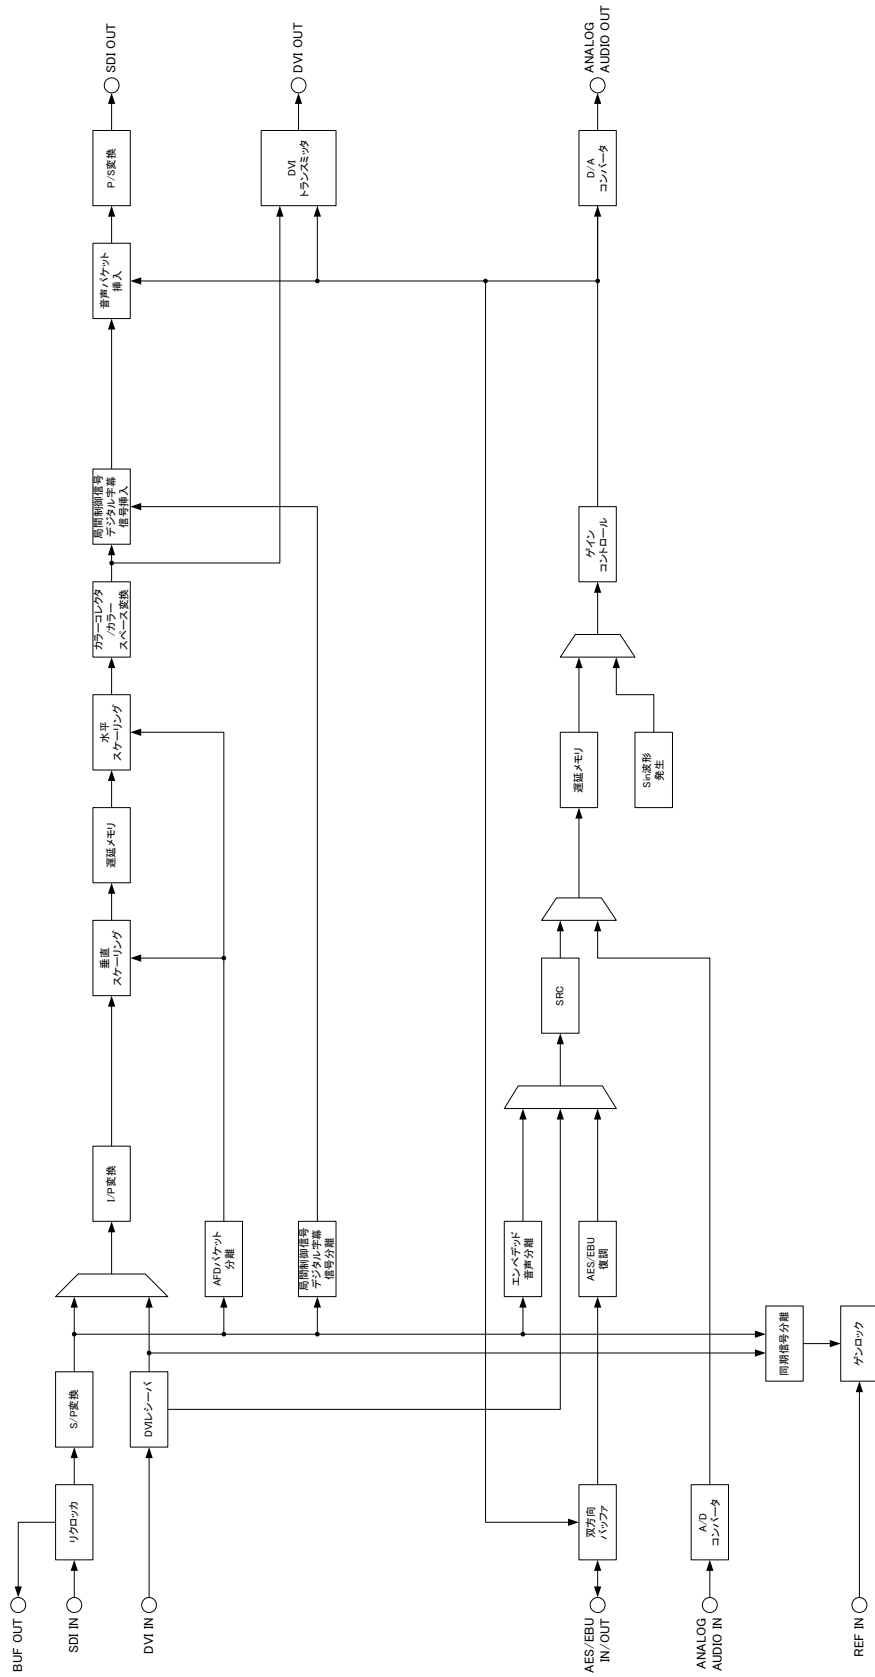 BUF OUT
SDI IN
リクロッカ
S/P変換
I/P変換
垂直
スケーリング
遅延メモリ
水平
スケーリング
カラーコレクタ
/カラー
スペース変換
局間制御信号
デジタル字幕
信号挿入
音声パケット
挿入
P/S変換
SDI OUT
DVI IN
DVIレシーバ
AFDパケット
分離
局間制御信号
デジタル字幕
信号分離
DVI
トランスミッタ
DVI OUT
エンベデッド
音声分離
AES/EBU
IN/OUT
双方向
バッファ
AES/EBU
復調
SRC
遅延メモリ
Sin波形
発生
ゲイン
コントロール
D/A
コンバータ
ANALOG
AUDIO OUT
ANALOG
AUDIO IN
A/D
コンバータ
同期信号分離
REF IN
ゲンロック